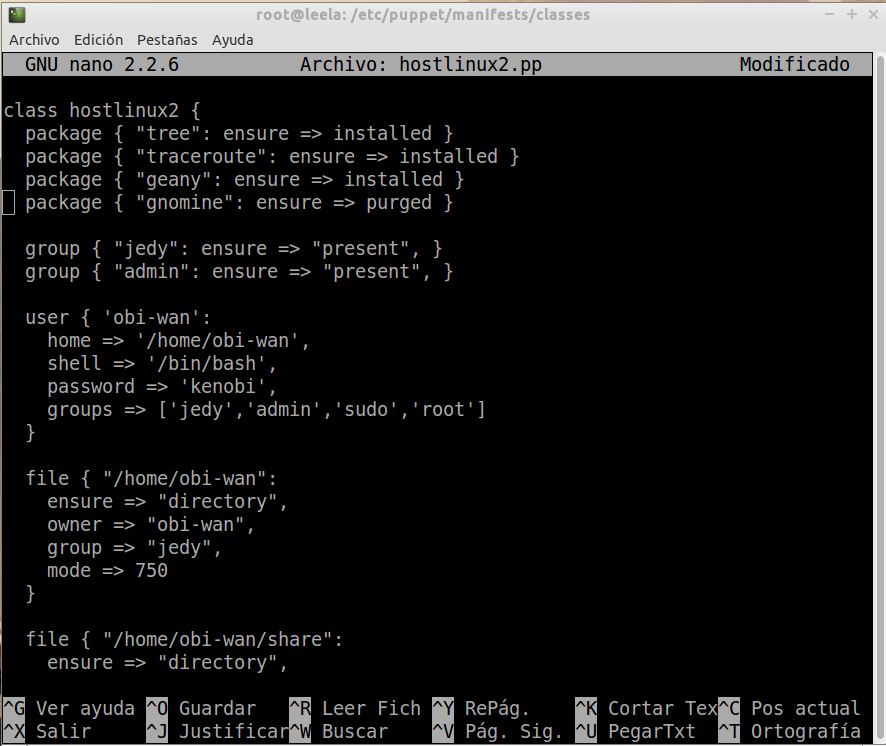 root@leela: /etc/puppet/manifests/classes
Archivo Edición Pestañas Ayuda
GNU nano 2.2.6 Archivo: hostlinux2.pp Modificado
class hostlinux2 {
  package { "tree": ensure => installed }
  package { "traceroute": ensure => installed }
  package { "geany": ensure => installed }
  package { "gnomine": ensure => purged }
  group { "jedy": ensure => "present", }
  group { "admin": ensure => "present", }
  user { 'obi-wan':
    home => '/home/obi-wan',
    shell => '/bin/bash',
    password => 'kenobi',
    groups => ['jedy','admin','sudo','root']
  }
  file { "/home/obi-wan":
    ensure => "directory",
    owner => "obi-wan",
    group => "jedy",
    mode => 750
  }
  file { "/home/obi-wan/share":
    ensure => "directory",
^G Ver ayuda ^O Guardar ^R Leer Fich ^Y RePág. ^K Cortar Tex ^C Pos actual
^X Salir ^J Justificar ^W Buscar ^V Pág. Sig. ^U PegarTxt ^T Ortografía